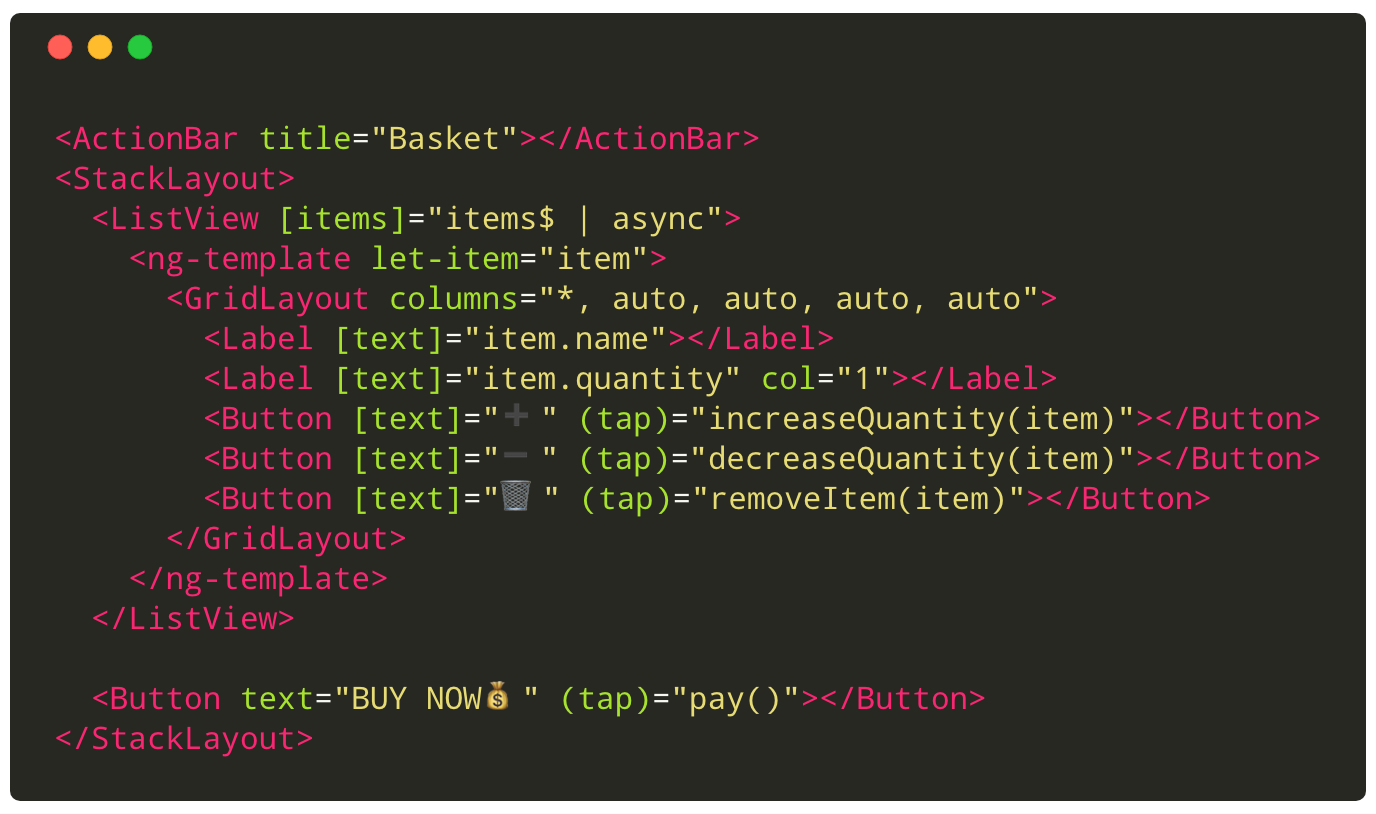 <ActionBar title="Basket"></ActionBar>
<StackLayout>
  <ListView [items]="items$ | async">
    <ng-template let-item="item">
      <GridLayout columns="*, auto, auto, auto, auto">
        <Label [text]="item.name"></Label>
        <Label [text]="item.quantity" col="1"></Label>
        <Button [text]="➕" (tap)="increaseQuantity(item)"></Button>
        <Button [text]="➖" (tap)="decreaseQuantity(item)"></Button>
        <Button [text]="🗑️" (tap)="removeItem(item)"></Button>
      </GridLayout>
    </ng-template>
  </ListView>

  <Button text="BUY NOW💰" (tap)="pay()"></Button>
</StackLayout>